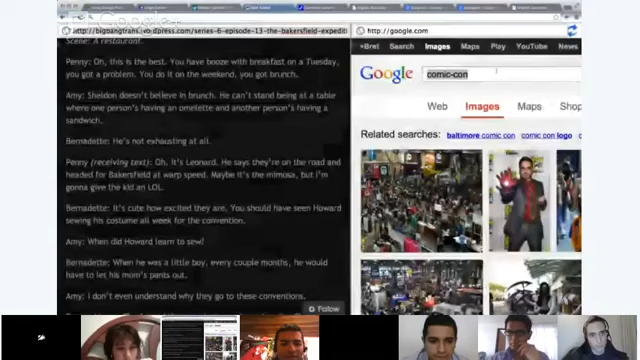 Google+
http://bigbangtrans.wordpress.com/series-6-episode-13-the-bakersfield-expediti
Scene: A restaurant.
Penny: Oh, this is the best. You have booze with breakfast on a Tuesday,
you got a problem. You do it on the weekend, you got brunch.
Amy: Sheldon doesn't believe in brunch. He can't stand being at a table
where one person's having an omelette and another person's having a
sandwich.
Bernadette: He's not exhausting at all.
Penny (receiving text): Oh, it's Leonard. He says they're on the road and
headed for Bakersfield at warp speed. Maybe it's the mimosa, but I'm
gonna give the kid an LOL.
Bernadette: It's cute how excited they are. You should have seen Howard
sewing his costume all week for the convention.
Amy: When did Howard learn to sew?
Bernadette: When he was a little boy, every couple months, he would
have to let his mom's pants out.
Amy: I don't even understand why they go to these conventions.
Follow
http://google.com
+Bret Search Images Maps Play YouTube News
Google
comic-con
Web Images Maps Shop
Related searches: baltimore comic con comic con logo